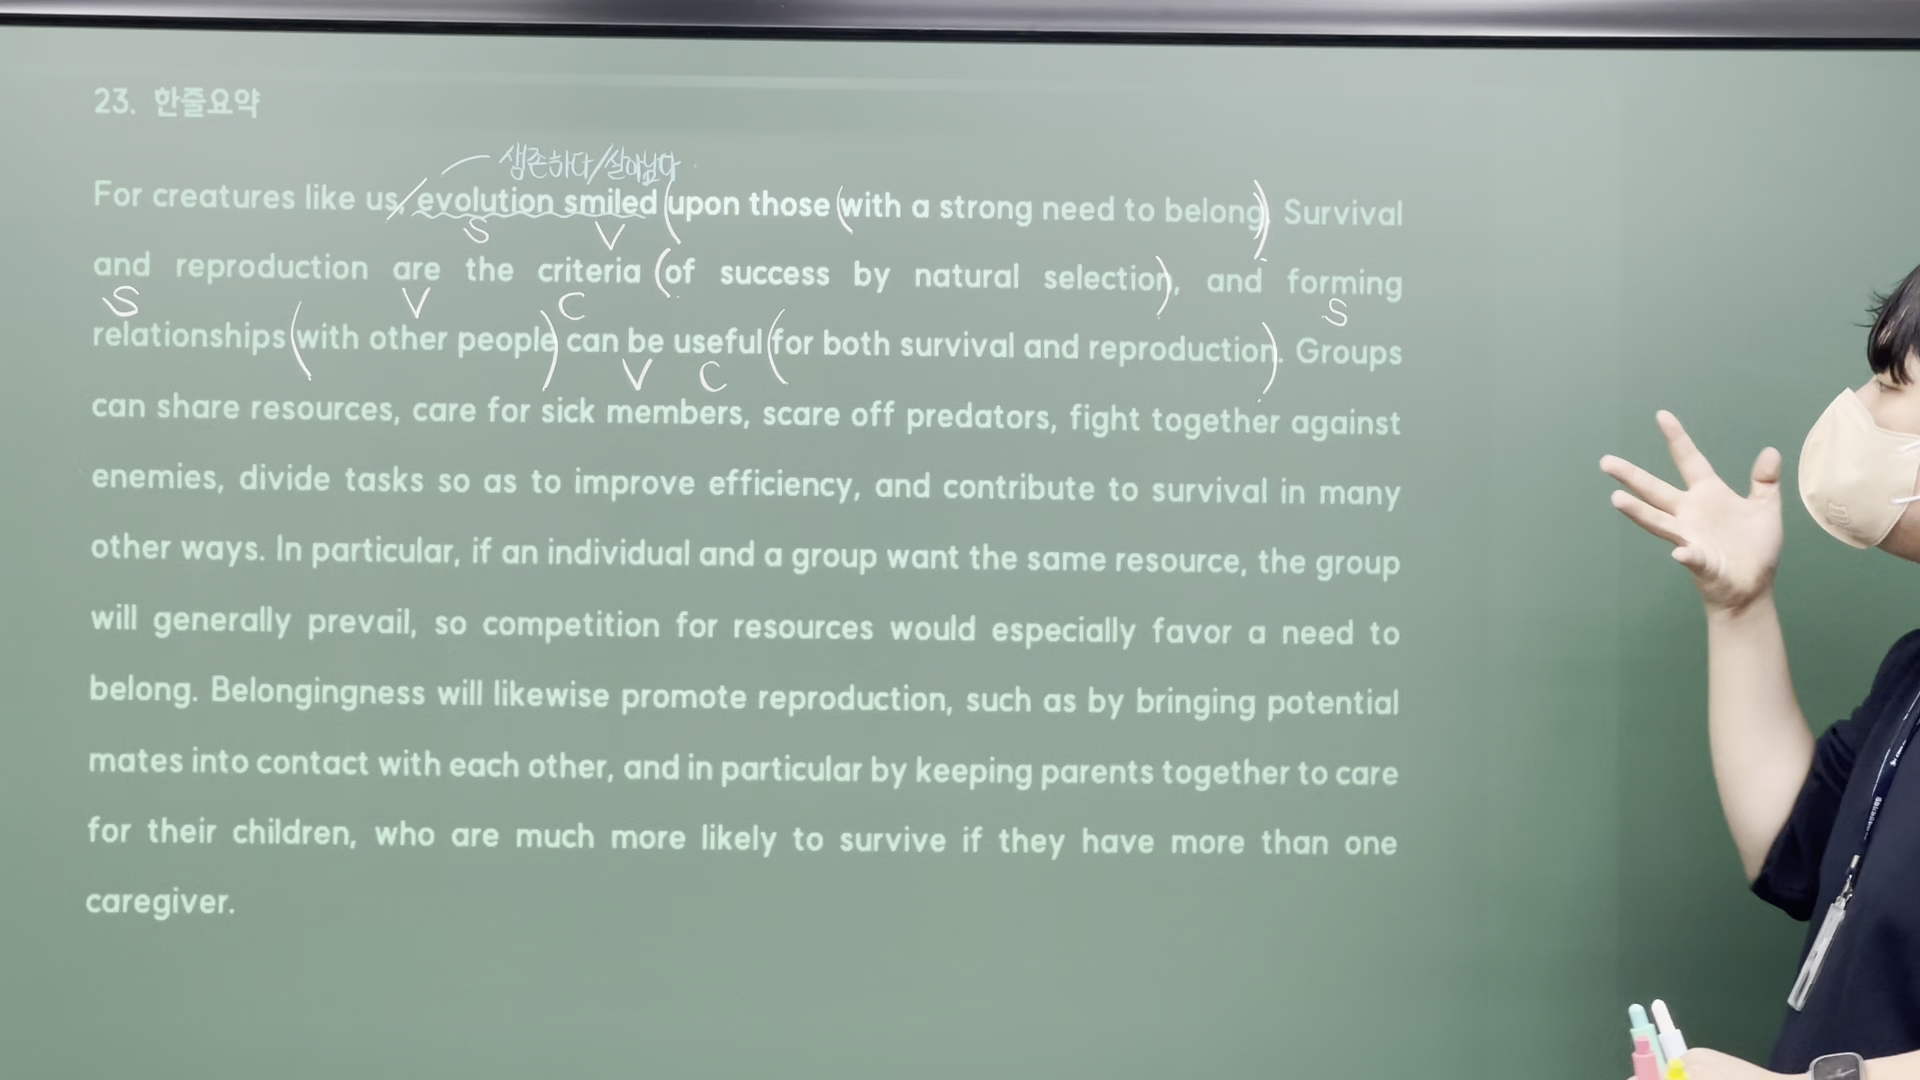 23. 한줄요약
생존하다/살아남다
For creatures like us, evolution smiled upon those with a strong need to belong. Survival
S V
and reproduction are the criteria of success by natural selection, and forming
S V C S
relationships with other people can be useful for both survival and reproduction. Groups
V C
can share resources, care for sick members, scare off predators, fight together against
enemies, divide tasks so as to improve efficiency, and contribute to survival in many
other ways. In particular, if an individual and a group want the same resource, the group
will generally prevail, so competition for resources would especially favor a need to
belong. Belongingness will likewise promote reproduction, such as by bringing potential
mates into contact with each other, and in particular by keeping parents together to care
for their children, who are much more likely to survive if they have more than one
caregiver.